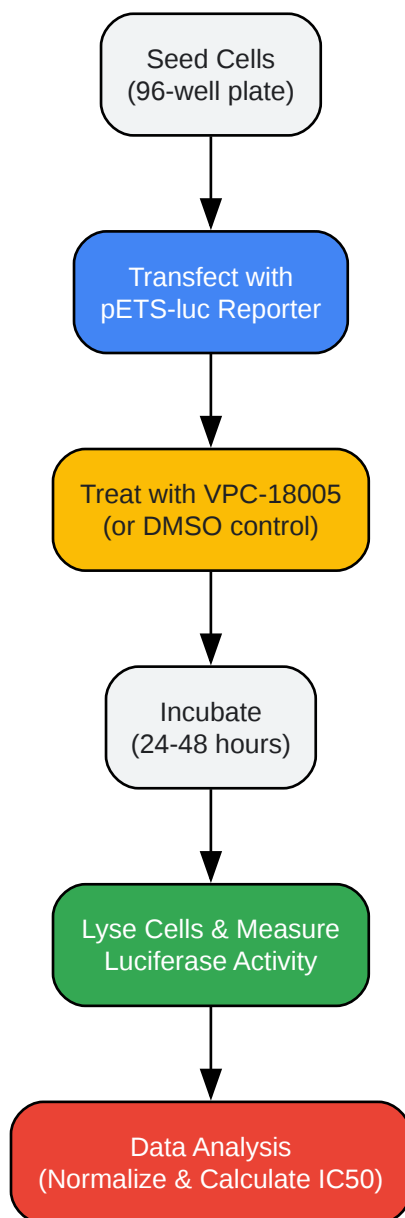 Seed Cells
(96-well plate)
Transfect with
pETS-luc Reporter
Treat with VPC-18005
(or DMSO control)
Incubate
(24-48 hours)
Lyse Cells & Measure
Luciferase Activity
Data Analysis
(Normalize & Calculate IC50)